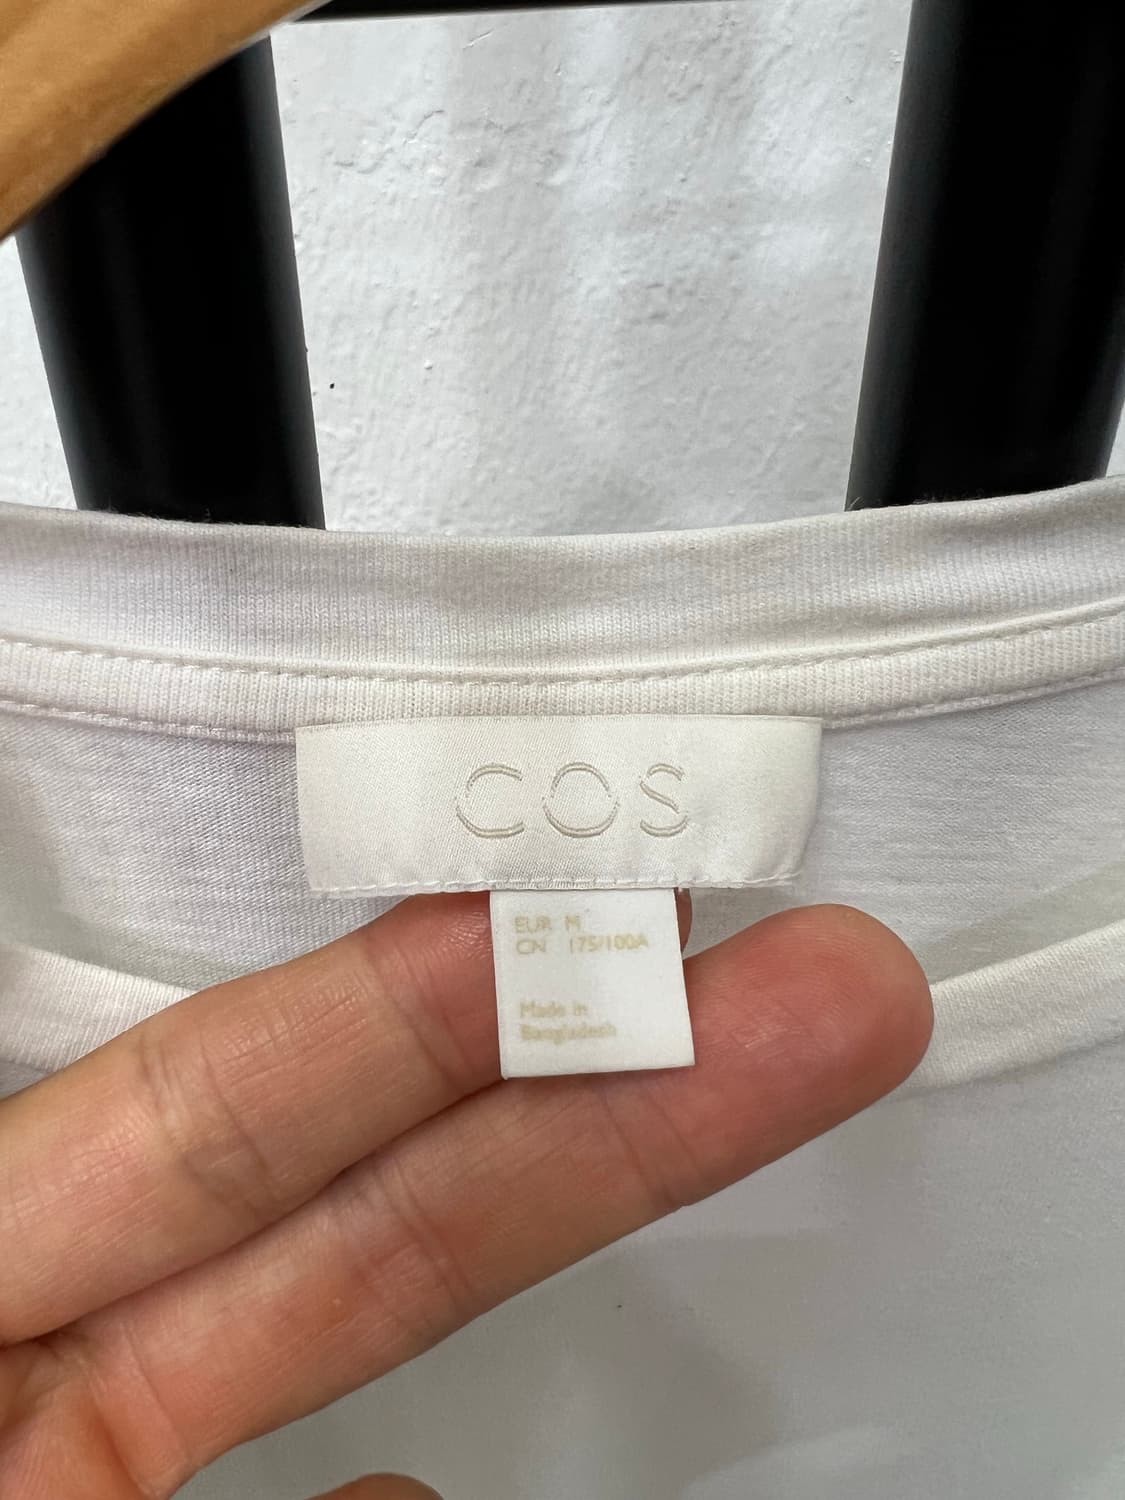 COS
EUR M
CN 175/100A
Made in
Bangladesh